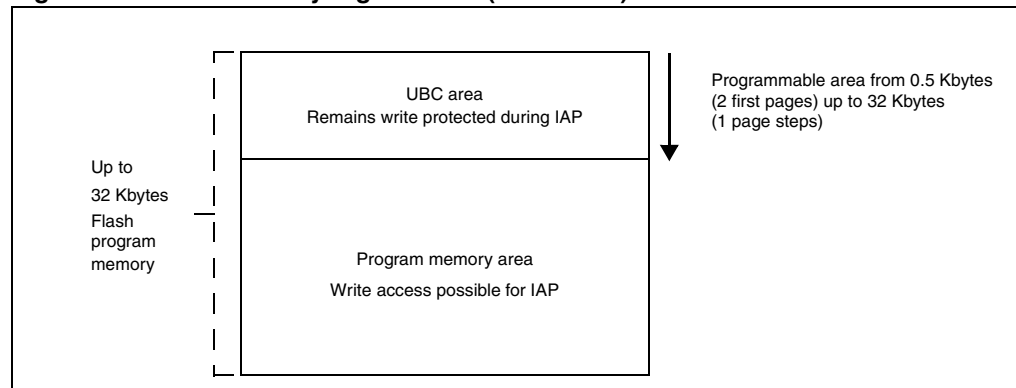 UBC area
Remains write protected during IAP
Programmable area from 0.5 Kbytes
(2 first pages) up to 32 Kbytes
(1 page steps)
Up to
32 Kbytes
Flash
program
memory
Program memory area
Write access possible for IAP